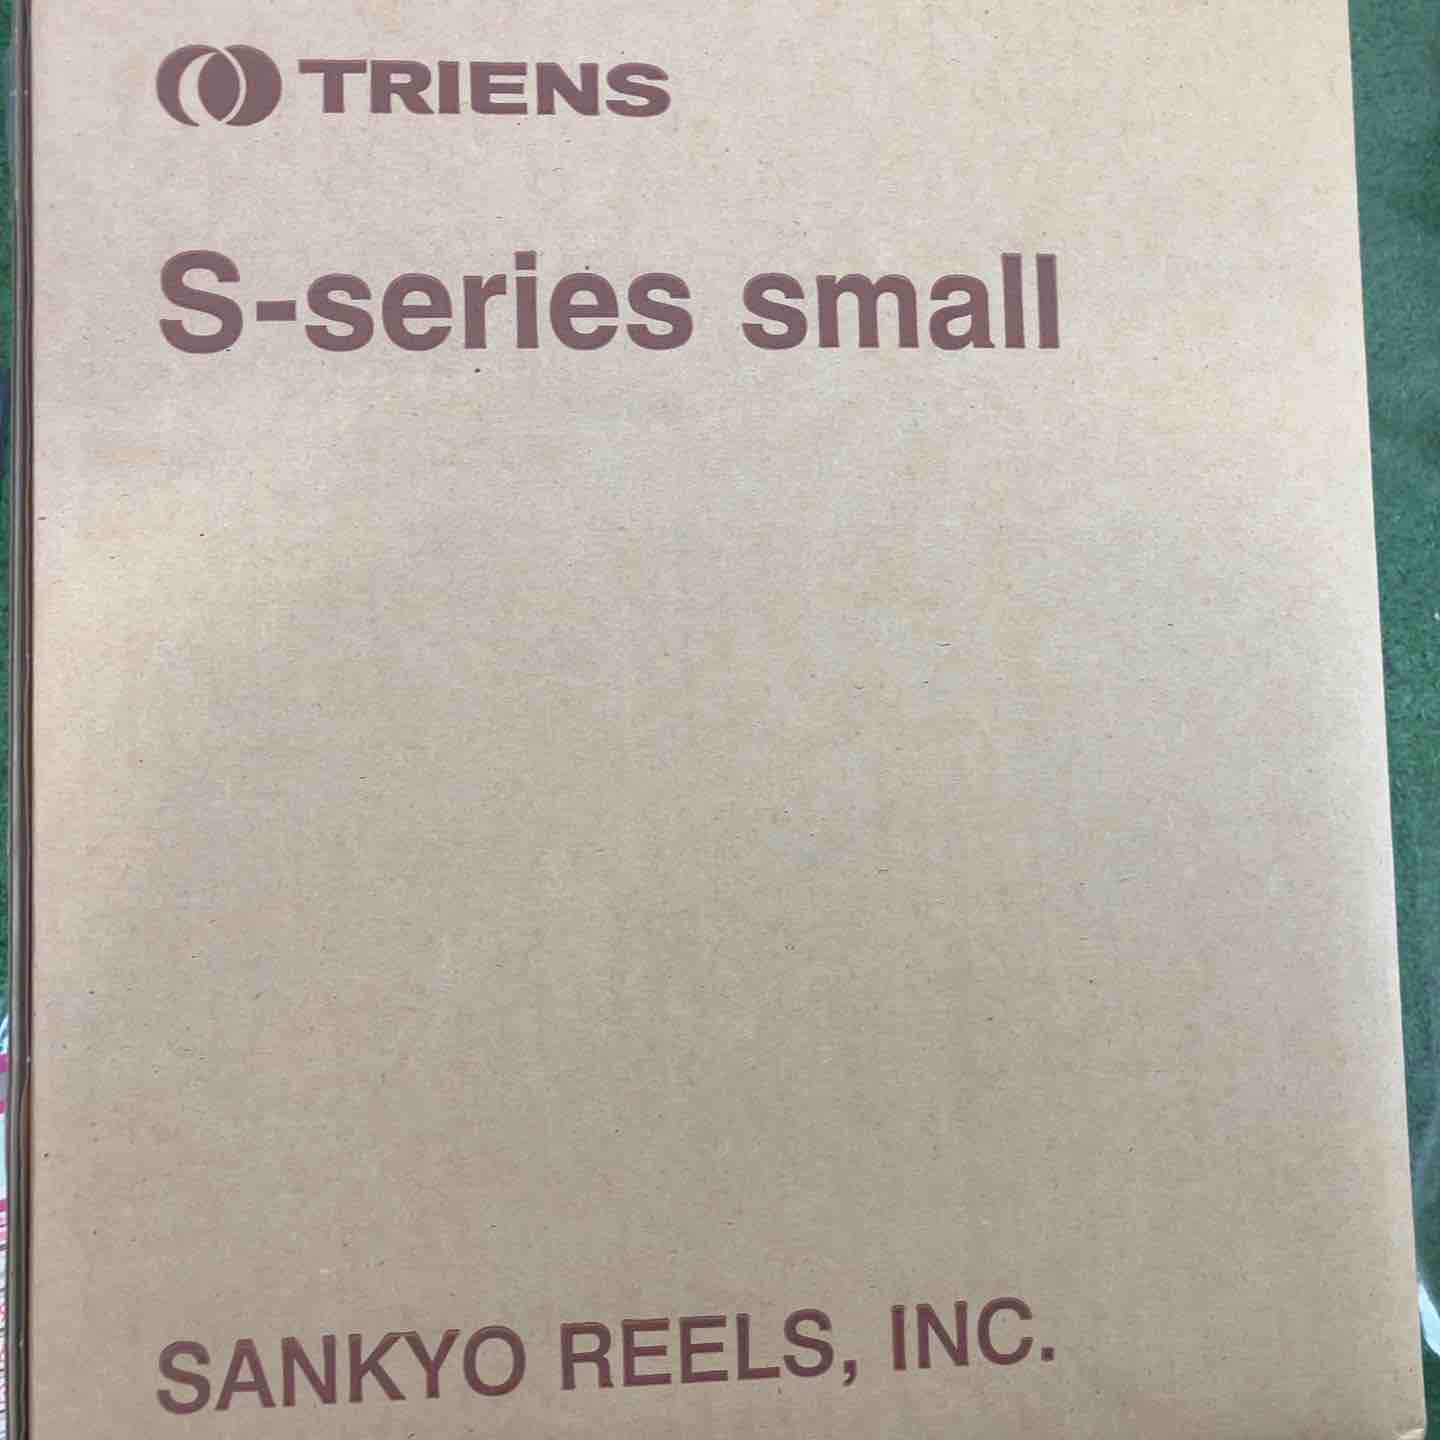 TRIENS
S-series small
SANKYO REELS, INC.